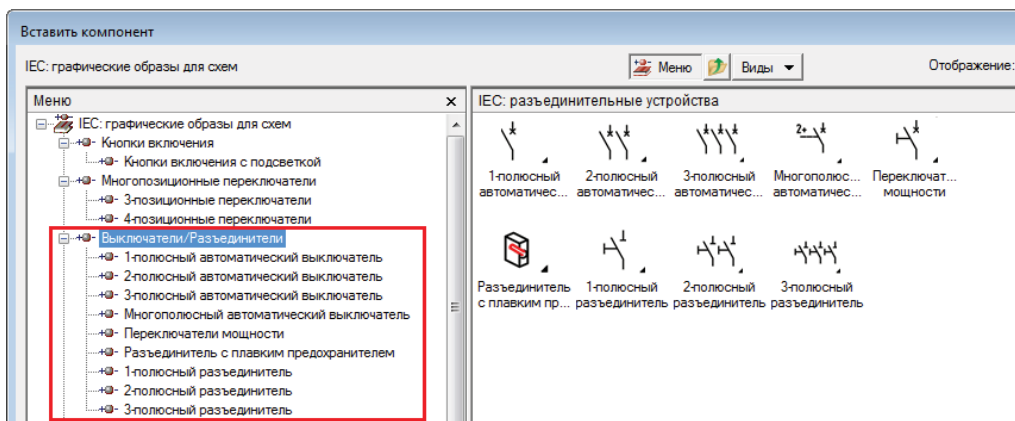 Вставить компонент
IEC: графические образы для схем
Меню
Виды
Отображение:
Меню
IEC: графические образы для схем
Кнопки включения
Кнопки включения с подсветкой
Многопозиционные переключатели
3-позиционные переключатели
4-позиционные переключатели
Выключатели/Разъединители
1-полюсный автоматический выключатель
2-полюсный автоматический выключатель
3-полюсный автоматический выключатель
Многополюсный автоматический выключатель
Переключатели мощности
Разъединитель с плавким предохранителем
1-полюсный разъединитель
2-полюсный разъединитель
3-полюсный разъединитель
IEC: разъединительные устройства
2+
1-полюсный
автоматичес...
2-полюсный
автоматичес...
3-полюсный
автоматичес...
Многополюс...
автоматичес...
Переключат...
мощности
Разъединитель
с плавким пр...
1-полюсный
разъединитель
2-полюсный
разъединитель
3-полюсный
разъединитель